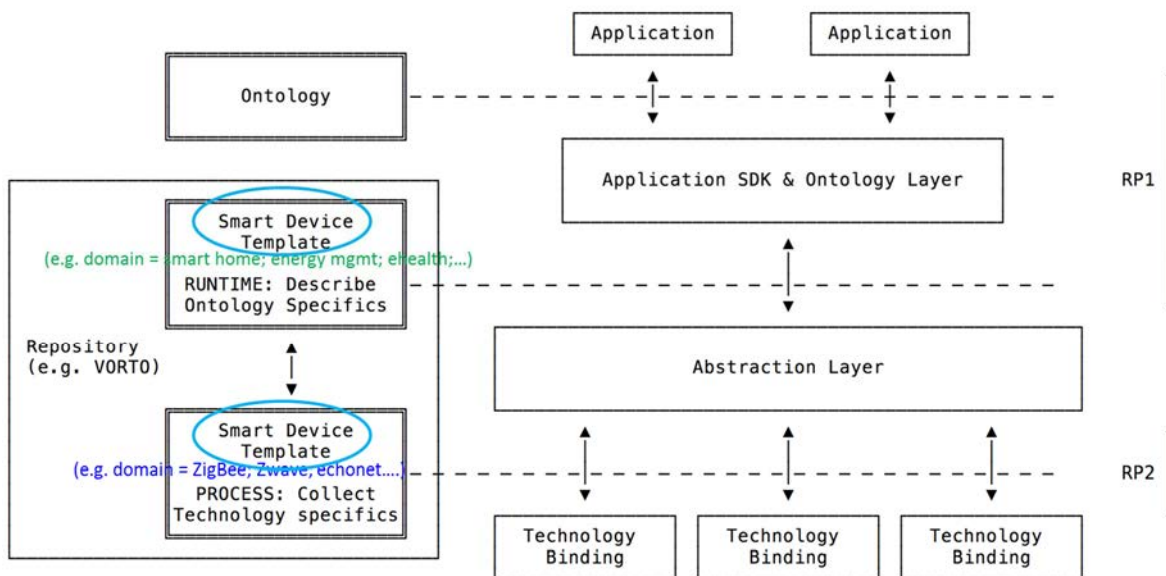 Application
Application
Ontology
Application SDK & Ontology Layer
RP1
Smart Device
Template
(e.g. domain = smart home; energy mgmt; ehealth;...)
RUNTIME: Describe
Ontology Specifics
Repository
(e.g. VORTO)
Abstraction Layer
Smart Device
Template
(e.g. domain = ZigBee; Zwave, echonet....)
PROCESS: Collect
Technology specifics
RP2
Technology
Binding
Technology
Binding
Technology
Binding